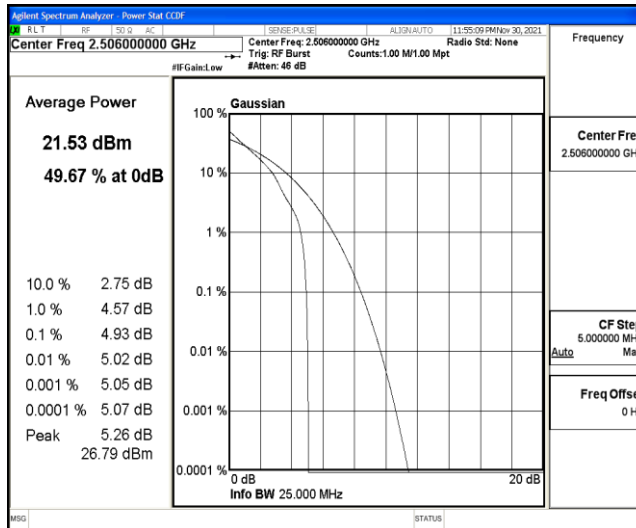 Agilent Spectrum Analyzer - Power Stat CCDF
LXI RLT RF 50 Ω AC SENSE:PULSE ALIGN AUTO 11:55:09 PM Nov 30, 2021
Center Freq 2.506000000 GHz
Center Freq: 2.506000000 GHz Radio Std: None
Trig: RF Burst Counts:1.00 M/1.00 Mpt
#IFGain:Low #Atten: 46 dB
Frequency
Average Power
21.53 dBm
49.67 % at 0dB
10.0 % 2.75 dB
1.0 % 4.57 dB
0.1 % 4.93 dB
0.01 % 5.02 dB
0.001 % 5.05 dB
0.0001 % 5.07 dB
Peak 5.26 dB
26.79 dBm
Gaussian
100 %
10 %
1 %
0.1 %
0.01 %
0.001 %
0.0001 %
0 dB 20 dB
Info BW 25.000 MHz
Center Fre
2.506000000 GH
CF Step
5.000000 MH
Auto Ma
Freq Offse
0 H
MSG STATUS